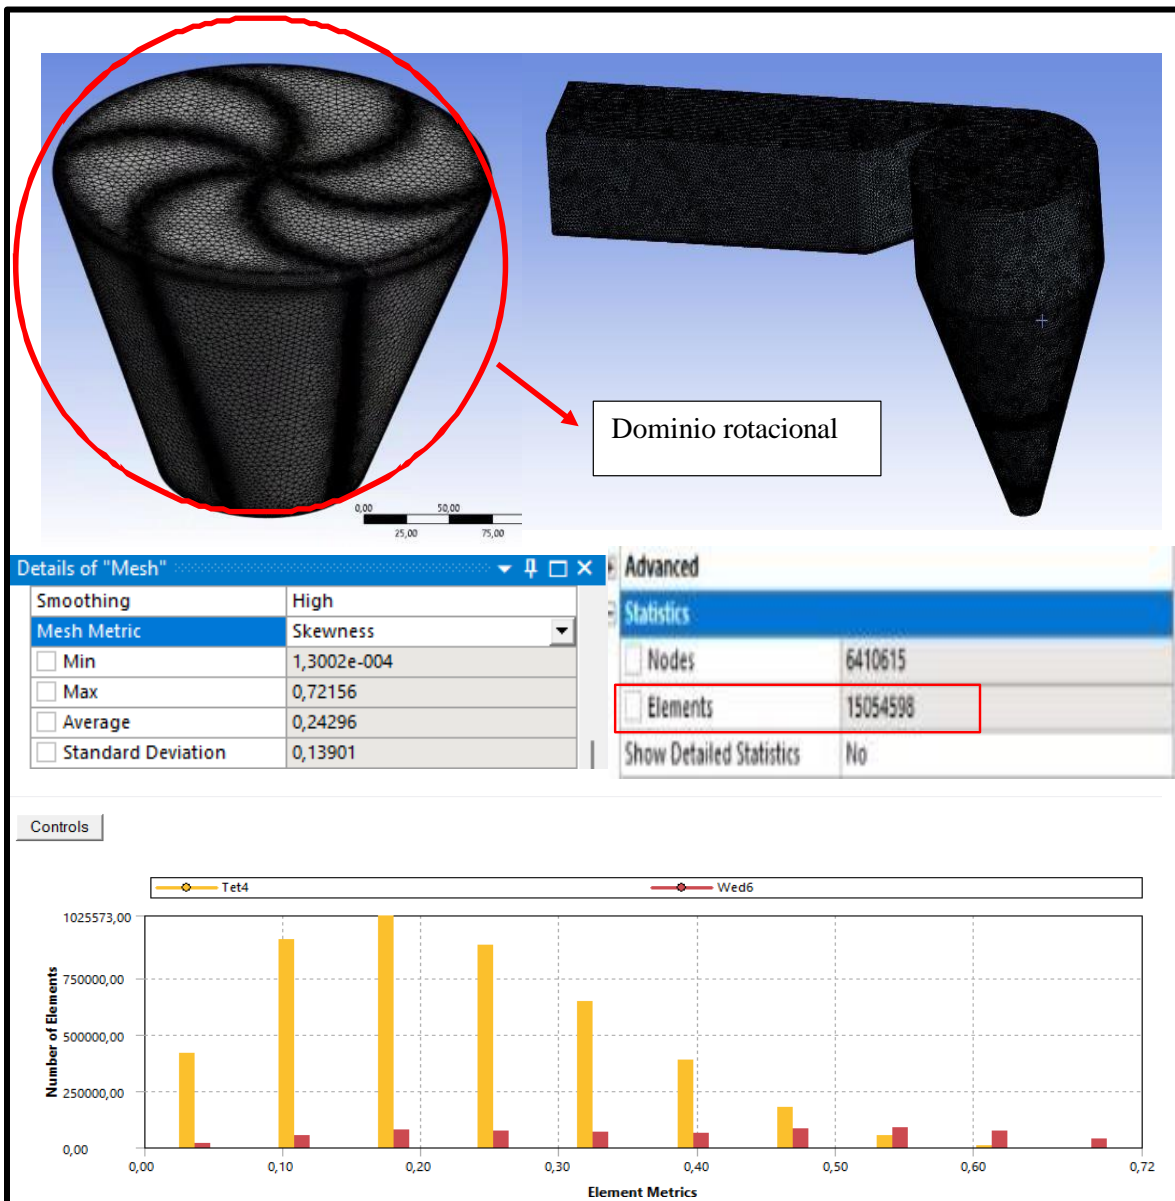 0,00 50,00
25,00 75,00
Dominio rotacional
Details of "Mesh"
Smoothing High
Mesh Metric Skewness
Min 1,3002e-004
Max 0,72156
Average 0,24296
Standard Deviation 0,13901
Advanced
Statistics
Nodes 6410615
Elements 15054598
Show Detailed Statistics No
Controls
Tet4 Wed6
Number of Elements
1025573,00
750000,00
500000,00
250000,00
0,00
0,00 0,10 0,20 0,30 0,40 0,50 0,60 0,72
Element Metrics